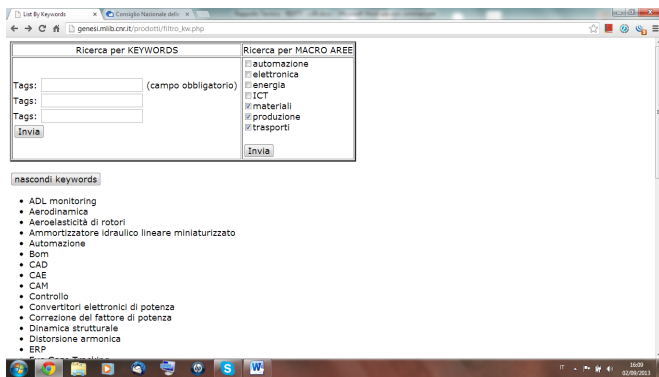 List By Keywords
Consiglio Nazionale delle
genesi.mlib.cnr.it/prodotti/filtro_kw.php
Ricerca per KEYWORDS
Ricerca per MACRO AREE
Tags: (campo obbligatorio)
Tags:
Tags:
Invia
automazione
elettronica
energia
ICT
materiali
produzione
trasporti
Invia
nascondi keywords
ADL monitoring
Aerodinamica
Aeroelasticità di rotori
Ammortizzatore idraulico lineare miniaturizzato
Automazione
Bom
CAD
CAE
CAM
Controllo
Convertitori elettronici di potenza
Correzione del fattore di potenza
Dinamica strutturale
Distorsione armonica
ERP
IT
16:09
02/09/2013